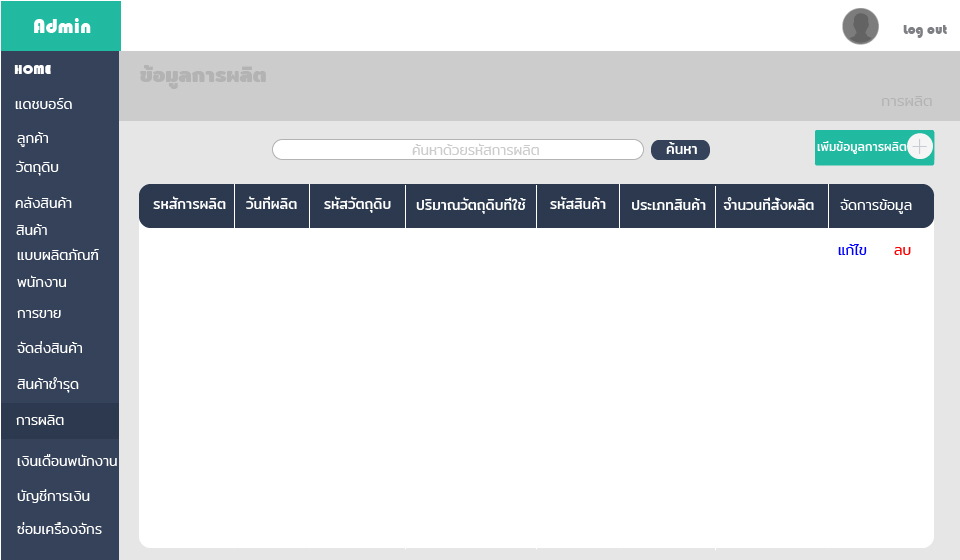 Admin
Log out
HOME
แดชบอร์ด
ลูกค้า
วัตถุดิบ
คลังสินค้า
สินค้า
แบบผลิตภัณฑ์
พนักงาน
การขาย
จัดส่งสินค้า
สินค้าชำรุด
การผลิต
เงินเดือนพนักงาน
บัญชีการเงิน
ซ่อมเครื่องจักร
ข้อมูลการผลิต
การผลิต
ค้นหาด้วยรหัสการผลิต
ค้นหา
เพิ่มข้อมูลการผลิต
รหัสการผลิต วันที่ผลิต รหัสวัตถุดิบ ปริมาณวัตถุดิบที่ใช้ รหัสสินค้า ประเภทสินค้า จำนวนที่สั่งผลิต จัดการข้อมูล
แก้ไข ลบ